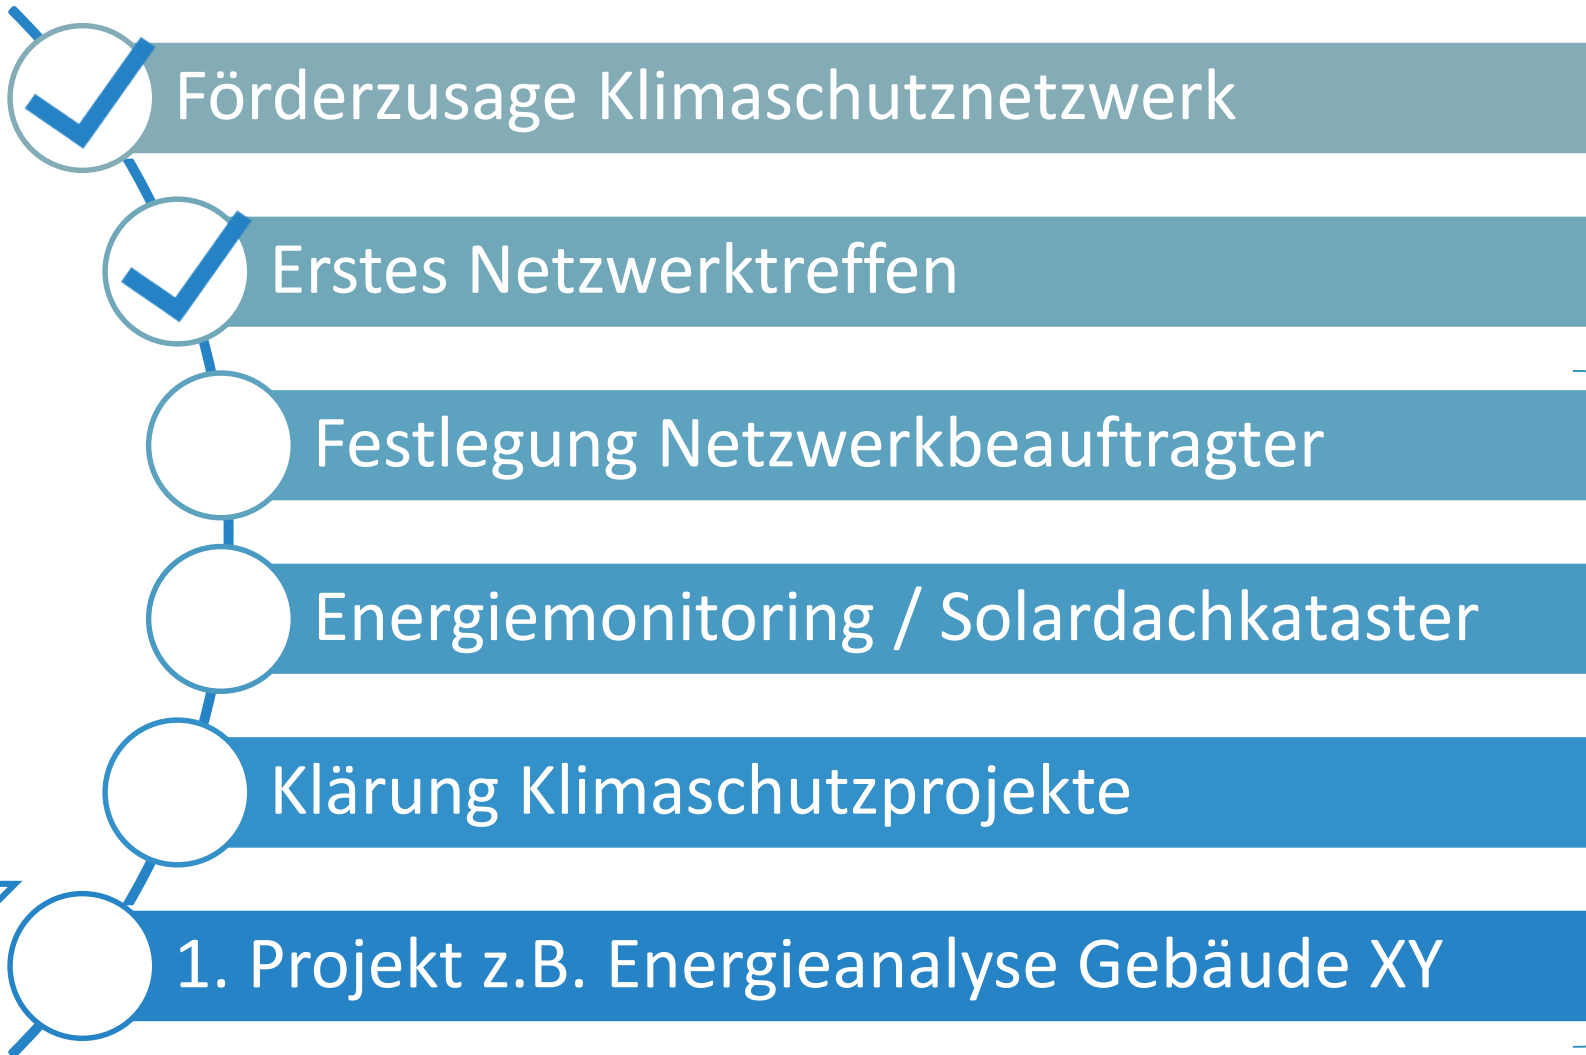 Förderzusage Klimaschutznetzwerk
Erstes Netzwerktreffen
Festlegung Netzwerkbeauftragter
Energiemonitoring / Solardachkataster
Klärung Klimaschutzprojekte
1. Projekt z.B. Energieanalyse Gebäude XY